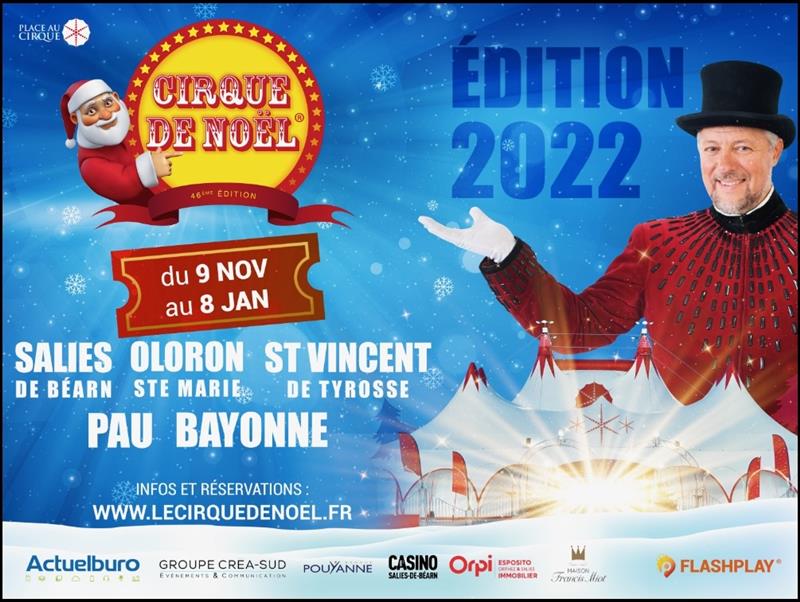 PLACE AU
CIRQUE
CIRQUE
DE NOËL®
46ÈME ÉDITION
ÉDITION
2022
du 9 NOV
au 8 JAN
SALIES
DE BÉARN
OLORON
STE MARIE
ST VINCENT
DE TYROSSE
PAU BAYONNE
INFOS ET RÉSERVATIONS :
WWW.LECIRQUEDENOEL.FR
Actuelburo
GROUPE CREA-SUD
ÉVÉNEMENTS & COMMUNICATION
POUYANNE
CASINO
SALIES-DE-BÉARN
Orpi
ESPOSITO
ORTHEZ & SALIES
IMMOBILIER
MAISON
Francis Miot
FLASHPLAY®